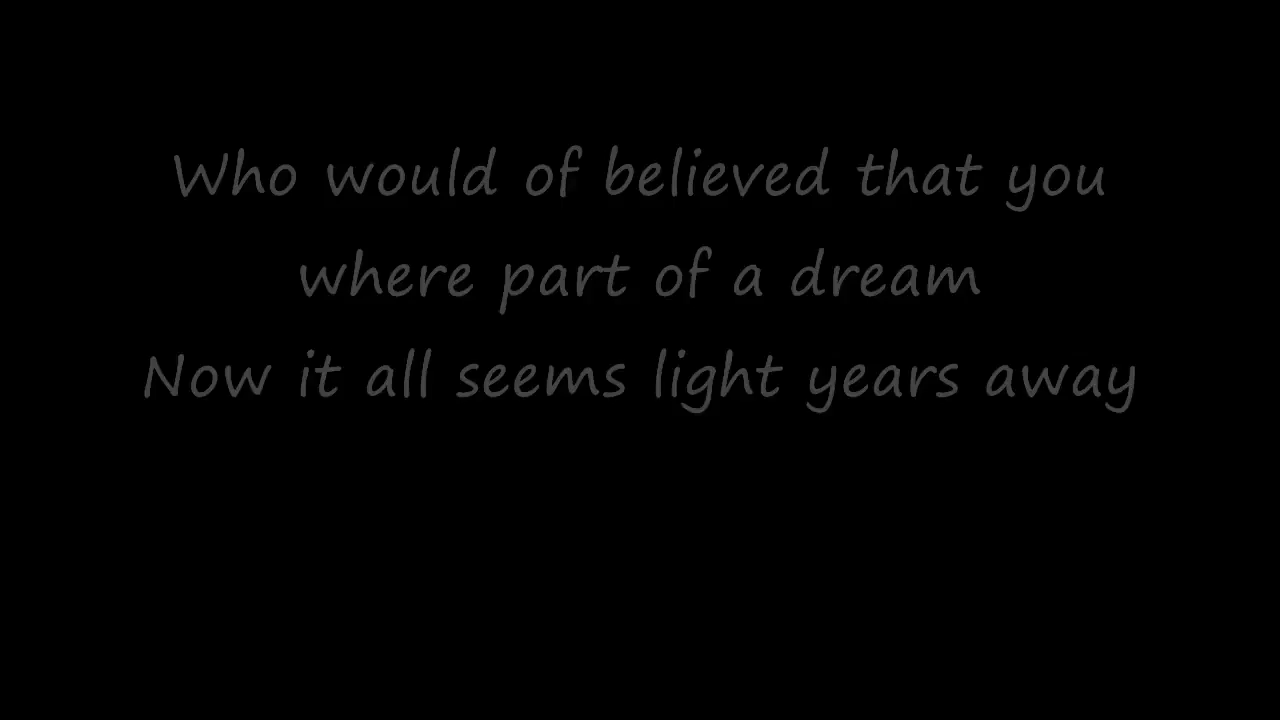 Who would of believed that you
where part of a dream
Now it all seems light years away